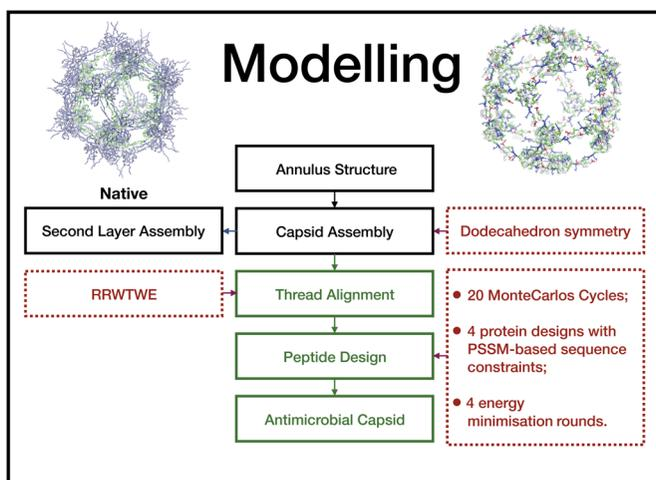 Modelling
Annulus Structure
Native
Second Layer Assembly
Capsid Assembly
Dodecahedron symmetry
RRWTWE
Thread Alignment
• 20 MonteCarlos Cycles;
• 4 protein designs with
PSSM-based sequence
constraints;
Peptide Design
• 4 energy
minimisation rounds.
Antimicrobial Capsid